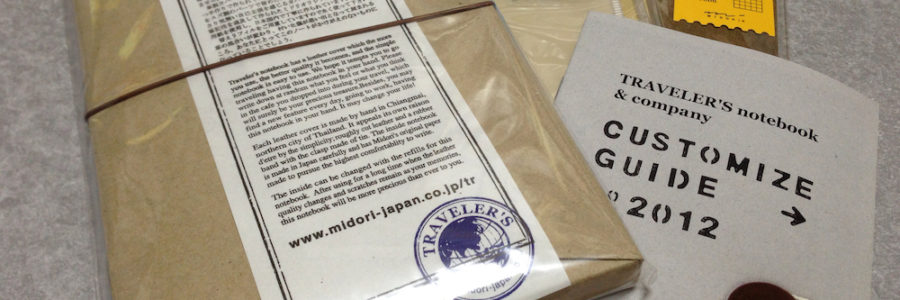 Traveler's notebook has a leather cover which the more
you use, the better quality it becomes, and the simple
notebook is easy to use. We hope it tempts you to go
traveling having this notebook in your hand. Please
write down at random what you feel or what you think
in the cafe you dropped into during your travel, which
will surely be your precious treasure.Besides, you may
find a new feature every day, going to work, having
this notebook in your hand. It may change your life!
Each leather cover is made by hand in Chiangmai,
northern city of Thailand. It appeals its own raison
d'etre by the simplicity;roughly cut leather and a rubber
band with the clasp made of tin. The inside notebook
is made in Japan carefully and has Midori's original paper
made to pursue the highest comfortablity to write.
The inside can be changed with the refills for this
notebook. After using for a long time when the leather
quality changes and scratches remain as your memories,
this notebook will be more precious than ever to you.
www.midori-japan.co.jp/tr
TRAVELER'S
midori-japan.co
TRAVELER'S notebook
& company
CUSTOMIZE
GUIDE →
2012